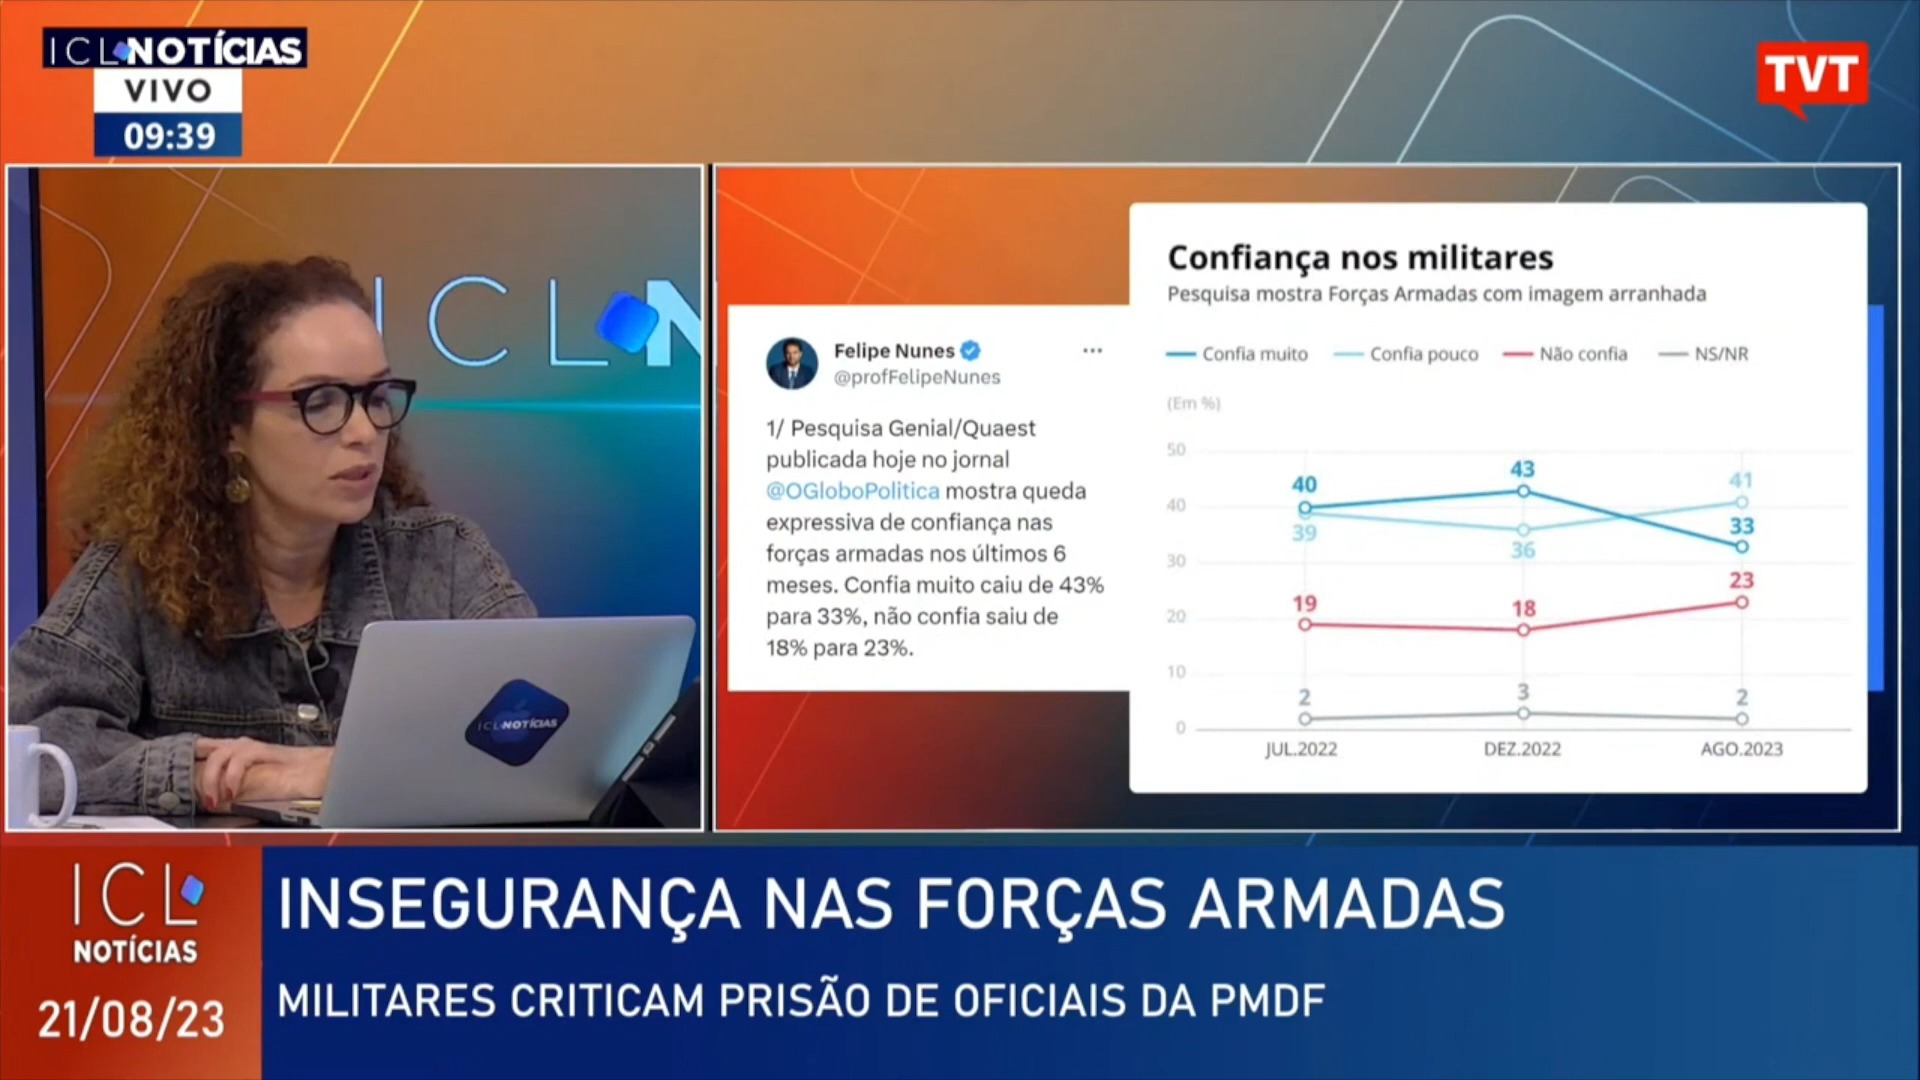 ICL NOTÍCIAS
VIVO
09:39
TVT
ICL N
ICL NOTÍCIAS
Felipe Nunes
@profFelipeNunes
1/ Pesquisa Genial/Quaest
publicada hoje no jornal
@OGloboPolitica mostra queda
expressiva de confiança nas
forças armadas nos últimos 6
meses. Confia muito caiu de 43%
para 33%, não confia saiu de
18% para 23%.
Confiança nos militares
Pesquisa mostra Forças Armadas com imagem arranhada
Confia muito Confia pouco Não confia NS/NR
(Em %)
50
40
30
20
10
0
40 43 41
39 36 33
19 18 23
2 3 2
JUL.2022 DEZ.2022 AGO.2023
ICL
NOTÍCIAS
21/08/23
INSEGURANÇA NAS FORÇAS ARMADAS
MILITARES CRITICAM PRISÃO DE OFICIAIS DA PMDF